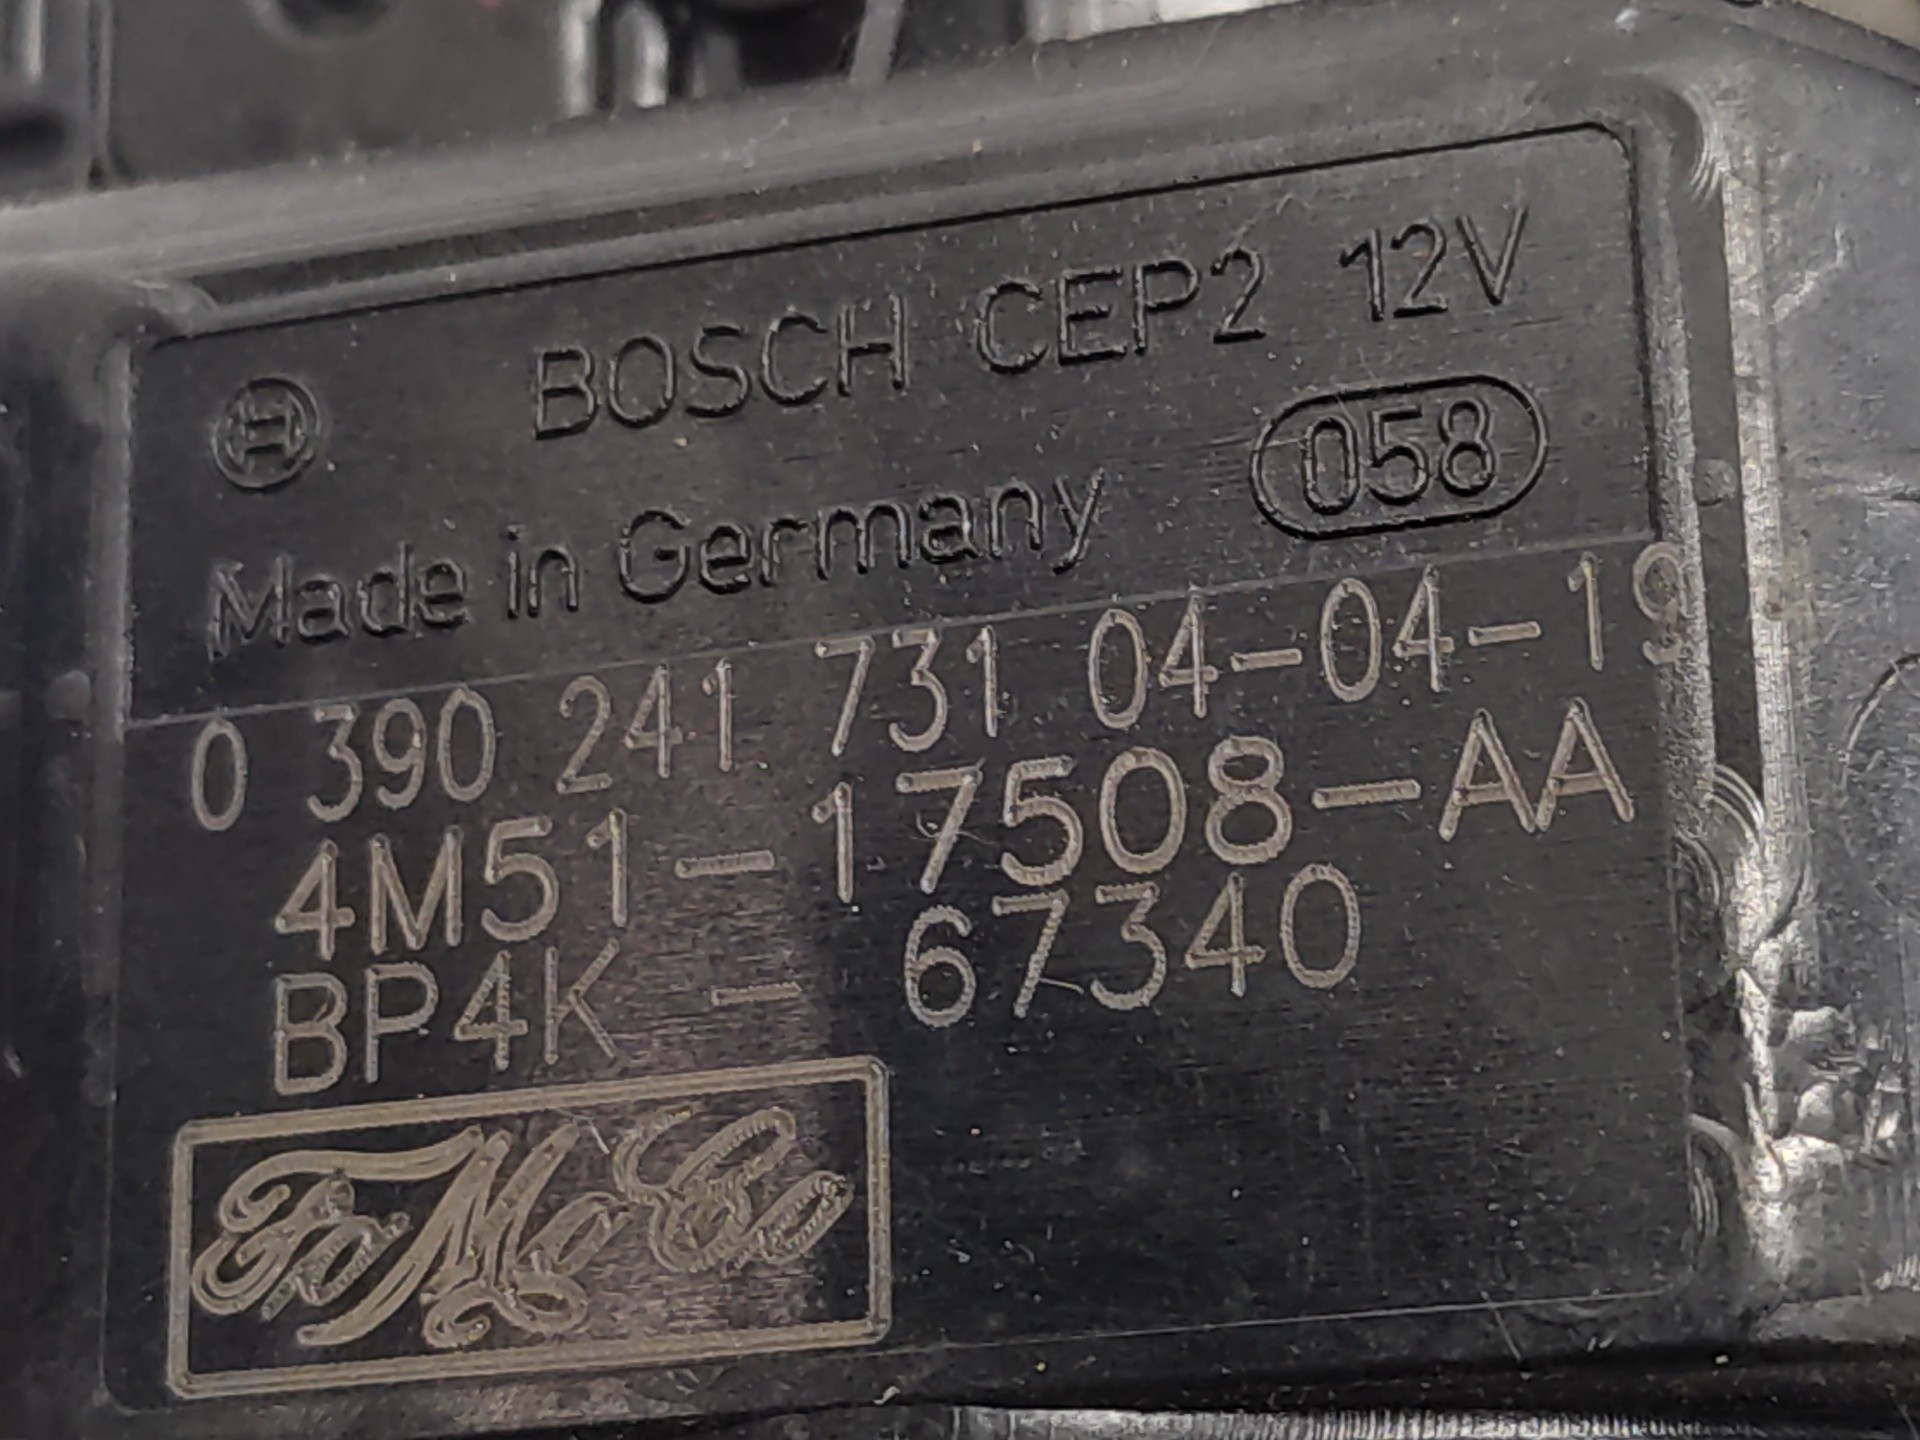 BOSCH CEP2 12V
Made in Germany 058
0 390 241 731 04-04-19
4M51-17508-AA
BP4K - 67340
FoMoCo